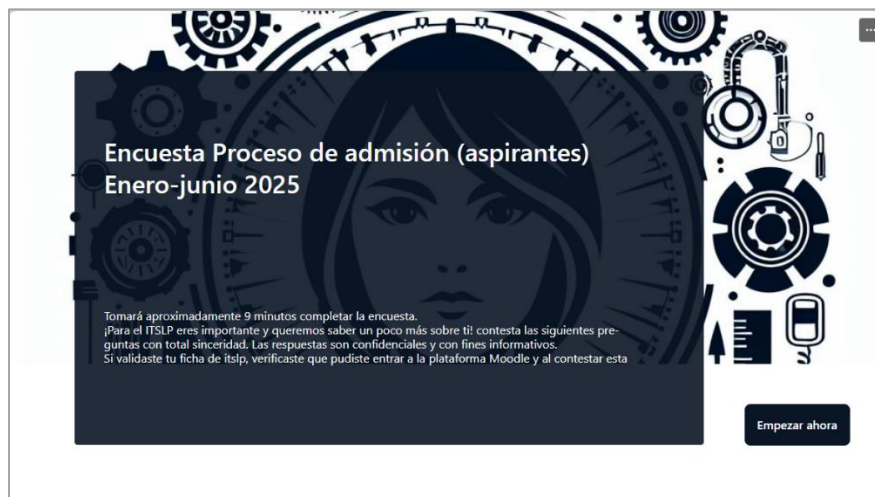 Encuesta Proceso de admisión (aspirantes)
Enero-junio 2025
Tomará aproximadamente 9 minutos completar la encuesta.
¡Para el ITSLP eres importante y queremos saber un poco más sobre ti! contesta las siguientes pre-
guntas con total sinceridad. Las respuestas son confidenciales y con fines informativos.
Si validaste tu ficha de itslp, verificaste que pudiste entrar a la plataforma Moodle y al contestar esta
Empezar ahora